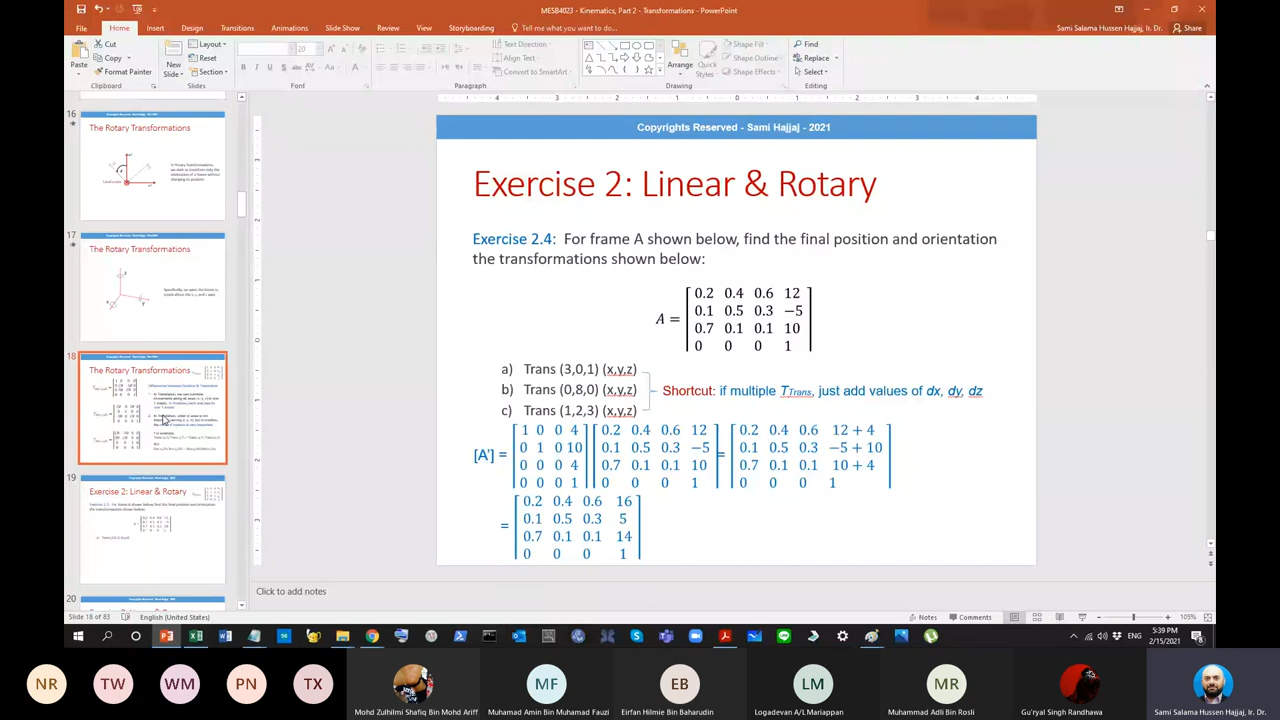 MESB4023 - Kinematics, Part 2 - Transformations - PowerPoint
File Home Insert Design Transitions Animations Slide Show Review View Storyboarding Tell me what you want to do... Sami Salama Hussen Hajjaj, Ir. Dr. Share
Paste
Cut
Copy
Format Painter
Clipboard
New
Slide
Layout
Reset
Section
Slides
20
Font
Text Direction
Align Text
Convert to SmartArt
Paragraph
Arrange
Quick
Styles
Shape Fill
Shape Outline
Shape Effects
Drawing
Find
Replace
Select
Editing
16
The Rotary Transformations
17
The Rotary Transformations
18
The Rotary Transformations
19
Exercise 2: Linear & Rotary
20
Copyrights Reserved - Sami Hajjaj - 2021
Exercise 2: Linear & Rotary
Exercise 2.4: For frame A shown below, find the final position and orientation
the transformations shown below:
A =
0.2 0.4 0.6 12
0.1 0.5 0.3 −5
0.7 0.1 0.1 10
0 0 0 1
a) Trans (3,0,1) (x,y,z)
b) Trans (0,8,0) (x,y,z)
c) Trans (1,2,3) (x,y,z)
Shortcut: if multiple TTrans, just add values of dx, dy, dz
[A'] =
1 0 0 4
0 1 0 10
0 0 0 4
0 0 0 1
0.2 0.4 0.6 12
0.1 0.5 0.3 −5
0.7 0.1 0.1 10
0 0 0 1
=
0.2 0.4 0.6 12 + 4
0.1 0.5 0.3 −5 + 10
0.7 0.1 0.1 10 + 4
0 0 0 1
=
0.2 0.4 0.6 16
0.1 0.5 0.3 5
0.7 0.1 0.1 14
0 0 0 1
Click to add notes
Slide 18 of 83 English (United States) Notes Comments 105%
ENG
5:39 PM
2/15/2021
NR TW WM PN TX MF EB LM MR
Mohd Zulhilmi Shafiq Bin Mohd Ariff
Muhamad Amin Bin Muhamad Fauzi
Eirfan Hilmie Bin Baharudin
Logadevan A/L Mariappan
Muhammad Adli Bin Rosli
Gu'ryal Singh Randhawa
Sami Salama Hussen Hajjaj, Ir. Dr.